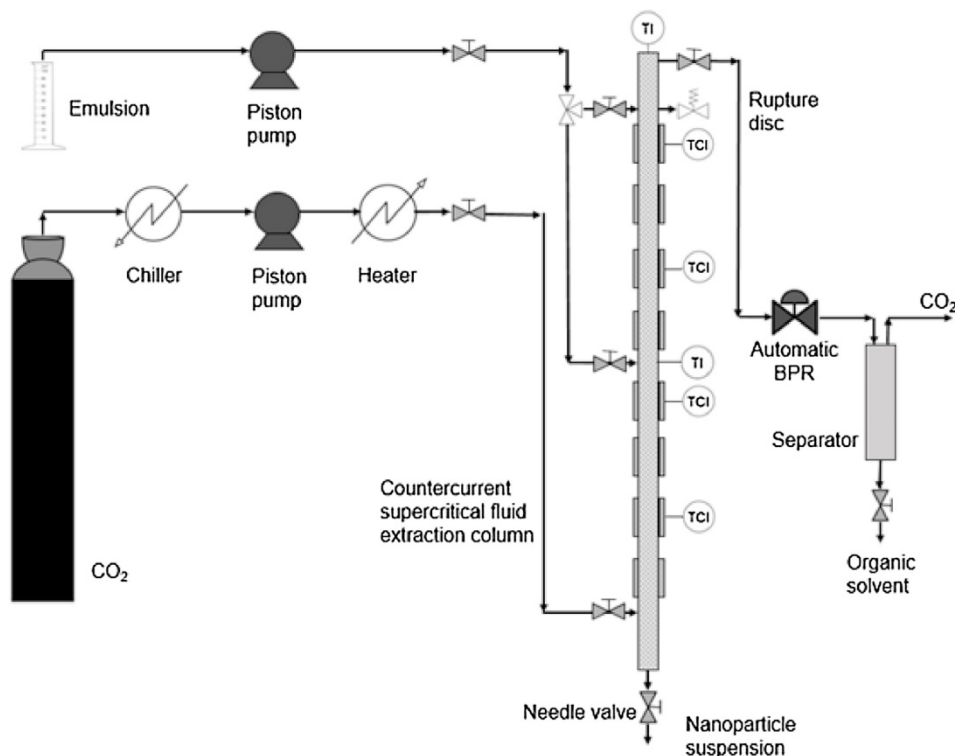 TI
Emulsion
Piston
pump
Rupture
disc
TCI
Chiller
Piston
pump
Heater
TCI
CO₂
Automatic
BPR
TI
TCI
Separator
Countercurrent
supercritical fluid
extraction column
TCI
CO₂
Organic
solvent
Needle valve
Nanoparticle
suspension